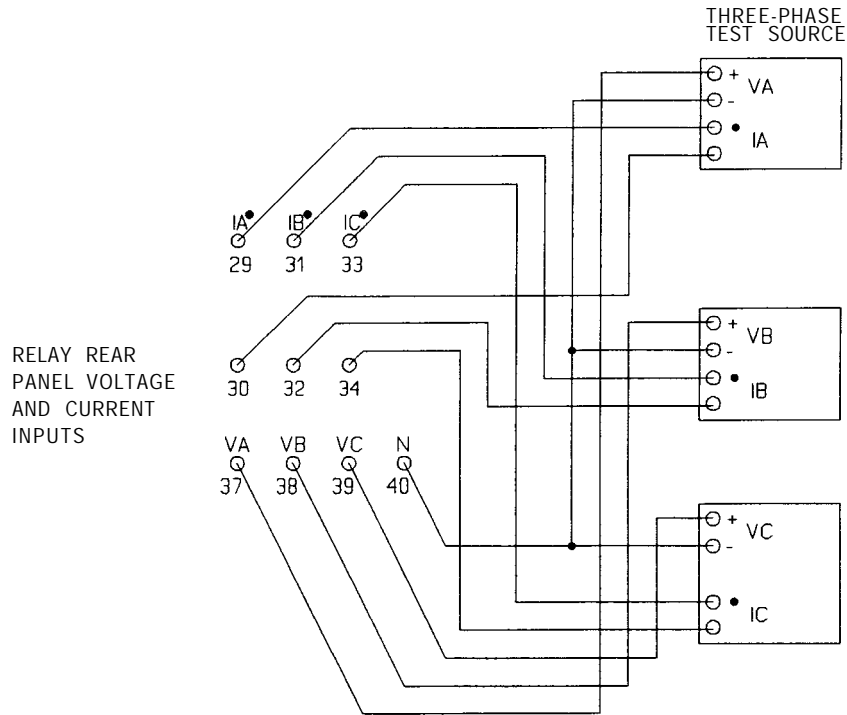 THREE-PHASE
TEST SOURCE
+ VA
-
• IA
IA• IB• IC•
29 31 33
+ VB
-
• IB
RELAY REAR
PANEL VOLTAGE
AND CURRENT
INPUTS
30 32 34
VA VB VC N
37 38 39 40
+ VC
-
• IC